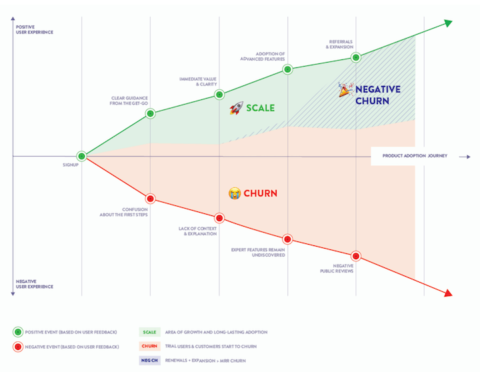 POSITIVE
USER EXPERIENCE
REFERRALS
& EXPANSION
ADOPTION OF
ADVANCED FEATURES
IMMEDIATE VALUE
& CLARITY
CLEAR GUIDANCE
FROM THE GET-GO
SCALE
NEGATIVE
CHURN
SIGNUP
PRODUCT ADOPTION JOURNEY
CHURN
CONFUSION
ABOUT THE FIRST STEPS
LACK OF CONTEXT
& EXPLANATION
EXPERT FEATURES REMAIN
UNDISCOVERED
NEGATIVE
PUBLIC REVIEWS
NEGATIVE
USER EXPERIENCE
POSITIVE EVENT (BASED ON USER FEEDBACK)
SCALE AREA OF GROWTH AND LONG-LASTING ADOPTION
NEGATIVE EVENT (BASED ON USER FEEDBACK)
CHURN TRIAL USERS & CUSTOMERS START TO CHURN
RENEWALS + EXPANSION > MRR CHURN